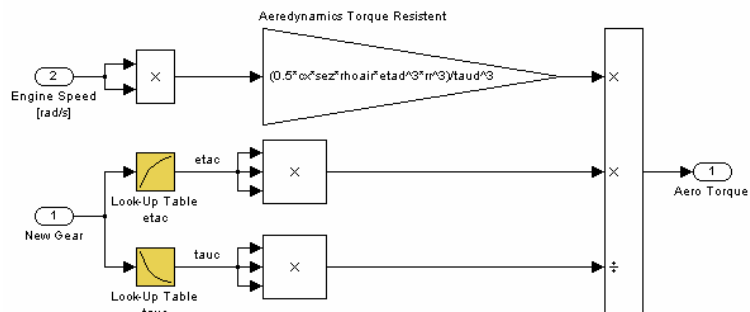 Aeredynamics Torque Resistent
2
×
(0.5*cx*sez*rhoair*etad^3*rr^3)/taud^3
×
Engine Speed
[rad/s]
etac
×
×
1
Look-Up Table
etac
Aero Torque
1
New Gear
tauc
×
÷
Look-Up Table